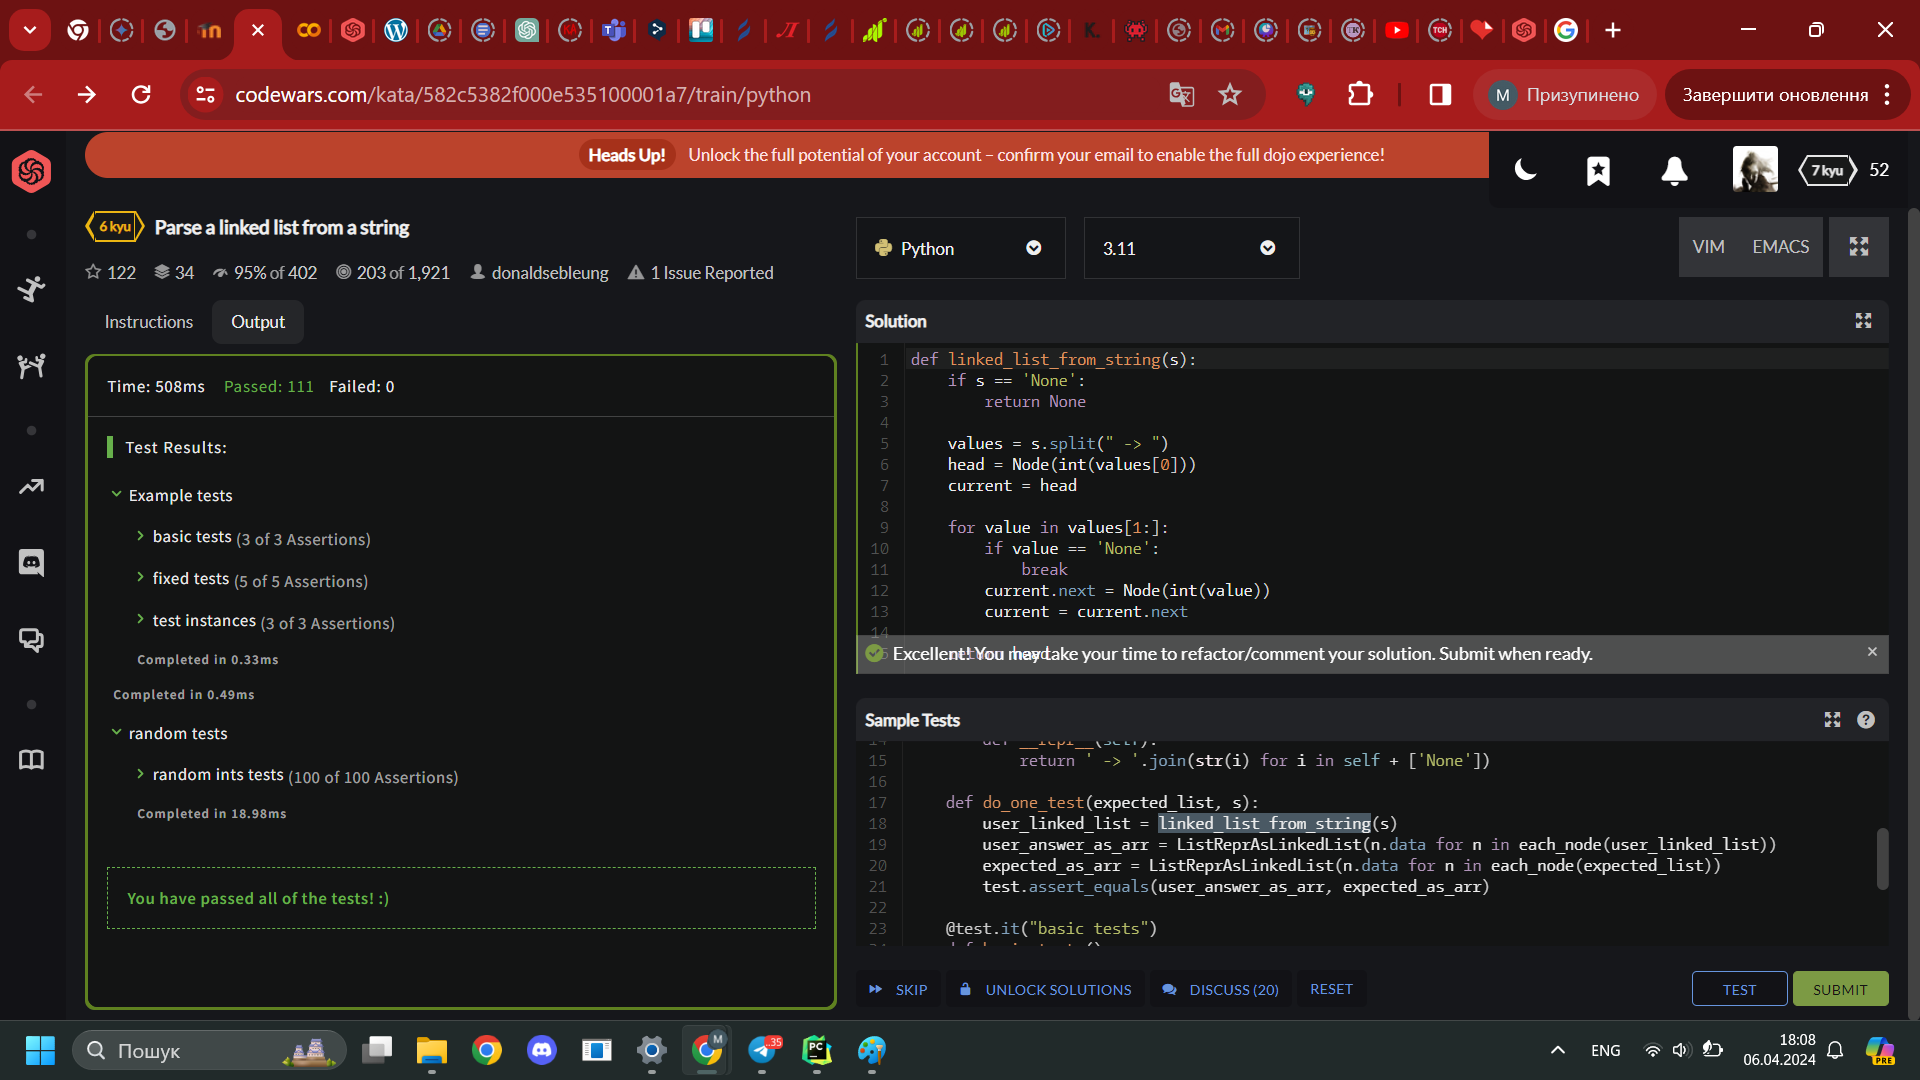 codewars.com/kata/582c5382f000e535100001a7/train/python
M Призупинено
Завершити оновлення
Heads Up! Unlock the full potential of your account – confirm your email to enable the full dojo experience!
7 kyu 52
6 kyu Parse a linked list from a string
122 34 95% of 402 203 of 1,921 donaldsebleung 1 Issue Reported
Python
3.11
VIM EMACS
Instructions
Output
Time: 508ms Passed: 111 Failed: 0
Test Results:
Example tests
basic tests (3 of 3 Assertions)
fixed tests (5 of 5 Assertions)
test instances (3 of 3 Assertions)
Completed in 0.33ms
Completed in 0.49ms
random tests
random ints tests (100 of 100 Assertions)
Completed in 18.98ms
You have passed all of the tests! :)
Solution
1 def linked_list_from_string(s):
2 if s == 'None':
3 return None
4
5 values = s.split(" -> ")
6 head = Node(int(values[0]))
7 current = head
8
9 for value in values[1:]:
10 if value == 'None':
11 break
12 current.next = Node(int(value))
13 current = current.next
14
Excellent! You may take your time to refactor/comment your solution. Submit when ready.
Sample Tests
14 def __repr__(self):
15 return ' -> '.join(str(i) for i in self + ['None'])
16
17 def do_one_test(expected_list, s):
18 user_linked_list = linked_list_from_string(s)
19 user_answer_as_arr = ListReprAsLinkedList(n.data for n in each_node(user_linked_list))
20 expected_as_arr = ListReprAsLinkedList(n.data for n in each_node(expected_list))
21 test.assert_equals(user_answer_as_arr, expected_as_arr)
22
23 @test.it("basic tests")
SKIP
UNLOCK SOLUTIONS
DISCUSS (20)
RESET
TEST
SUBMIT
Пошук
35
ENG
18:08
06.04.2024